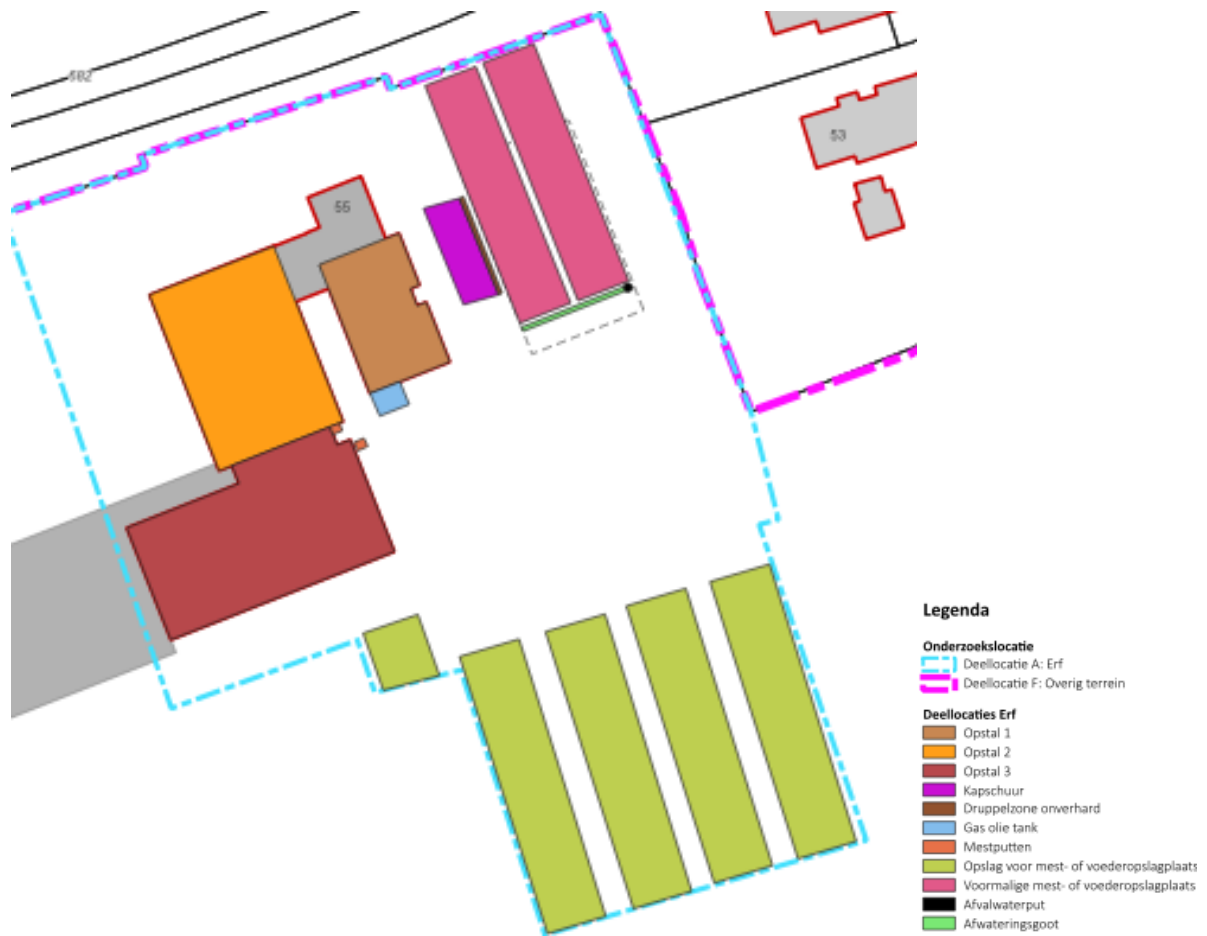 682
53
55
Legenda
Onderzoekslocatie
Deellocatie A: Erf
Deellocatie F: Overig terrein
Deellocaties Erf
Opstal 1
Opstal 2
Opstal 3
Kapschuur
Druppelzone onverhard
Gas olie tank
Mestputten
Opslag voor mest- of voederopslagplaats
Voormalige mest- of voederopslagplaats
Afvalwaterput
Afwateringsgoot